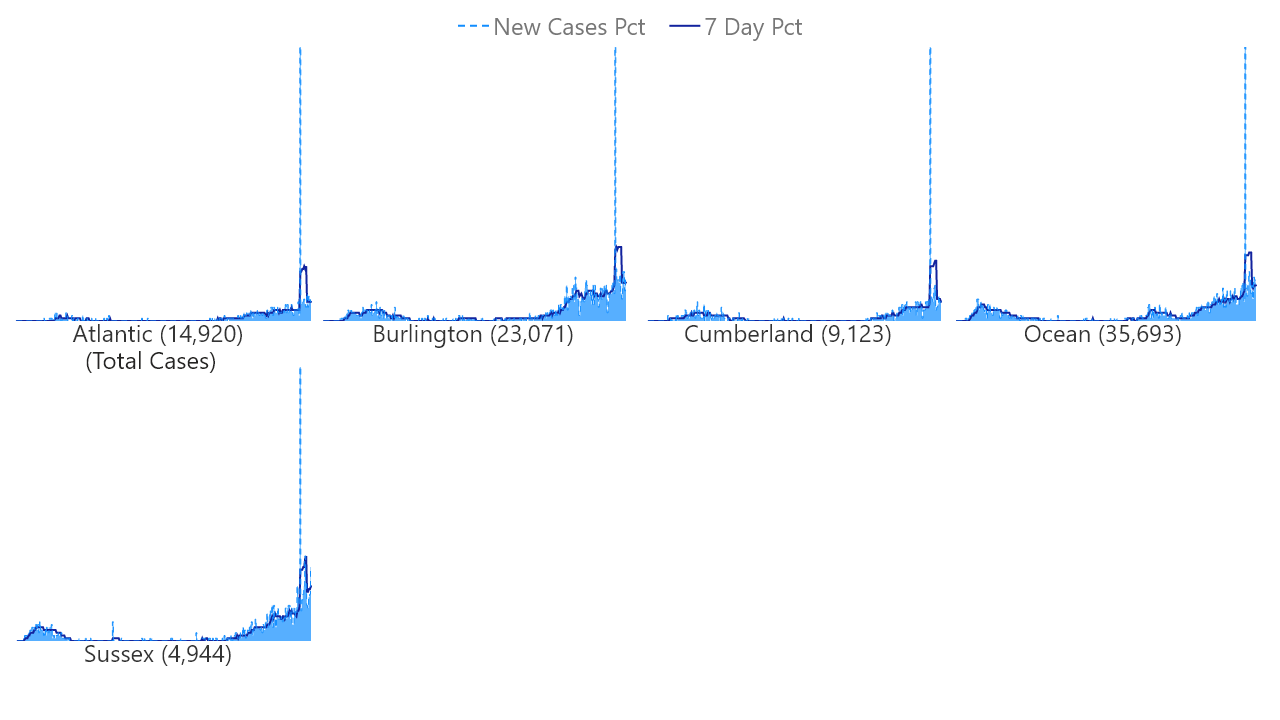 New Cases Pct 7 Day Pct
Atlantic (14,920) Burlington (23,071) Cumberland (9,123) Ocean (35,693)
(Total Cases)
Sussex (4,944)